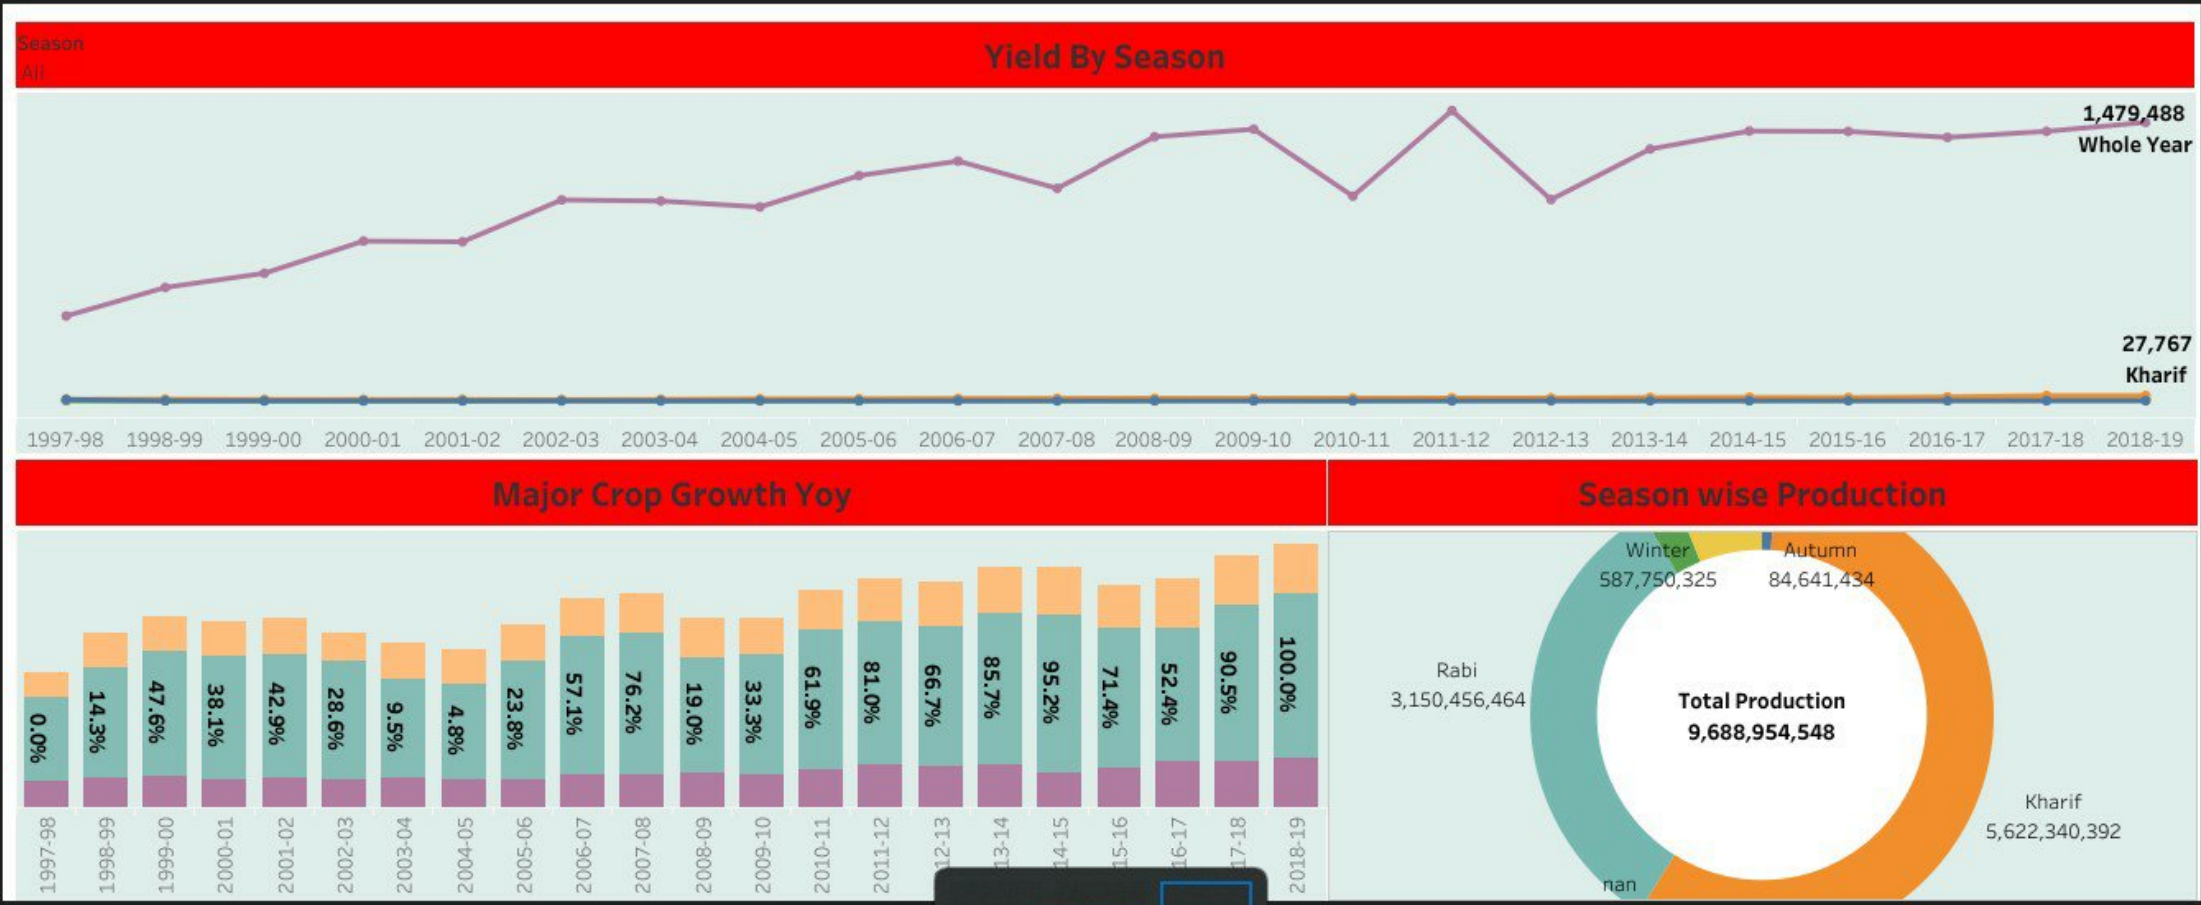 Season
All
Yield By Season
1,479,488
Whole Year
27,767
Kharif
1997-98 1998-99 1999-00 2000-01 2001-02 2002-03 2003-04 2004-05 2005-06 2006-07 2007-08 2008-09 2009-10 2010-11 2011-12 2012-13 2013-14 2014-15 2015-16 2016-17 2017-18 2018-19
Major Crop Growth Yoy
0.0% 14.3% 47.6% 38.1% 42.9% 28.6% 9.5% 4.8% 23.8% 57.1% 76.2% 19.0% 33.3% 61.9% 81.0% 66.7% 85.7% 95.2% 71.4% 52.4% 90.5% 100.0%
1997-98 1998-99 1999-00 2000-01 2001-02 2002-03 2003-04 2004-05 2005-06 2006-07 2007-08 2008-09 2009-10 2010-11 2011-12 12-13 13-14 14-15 15-16 16-17 17-18 2018-19
Season wise Production
Winter
587,750,325
Autumn
84,641,434
Rabi
3,150,456,464
Total Production
9,688,954,548
Kharif
5,622,340,392
nan